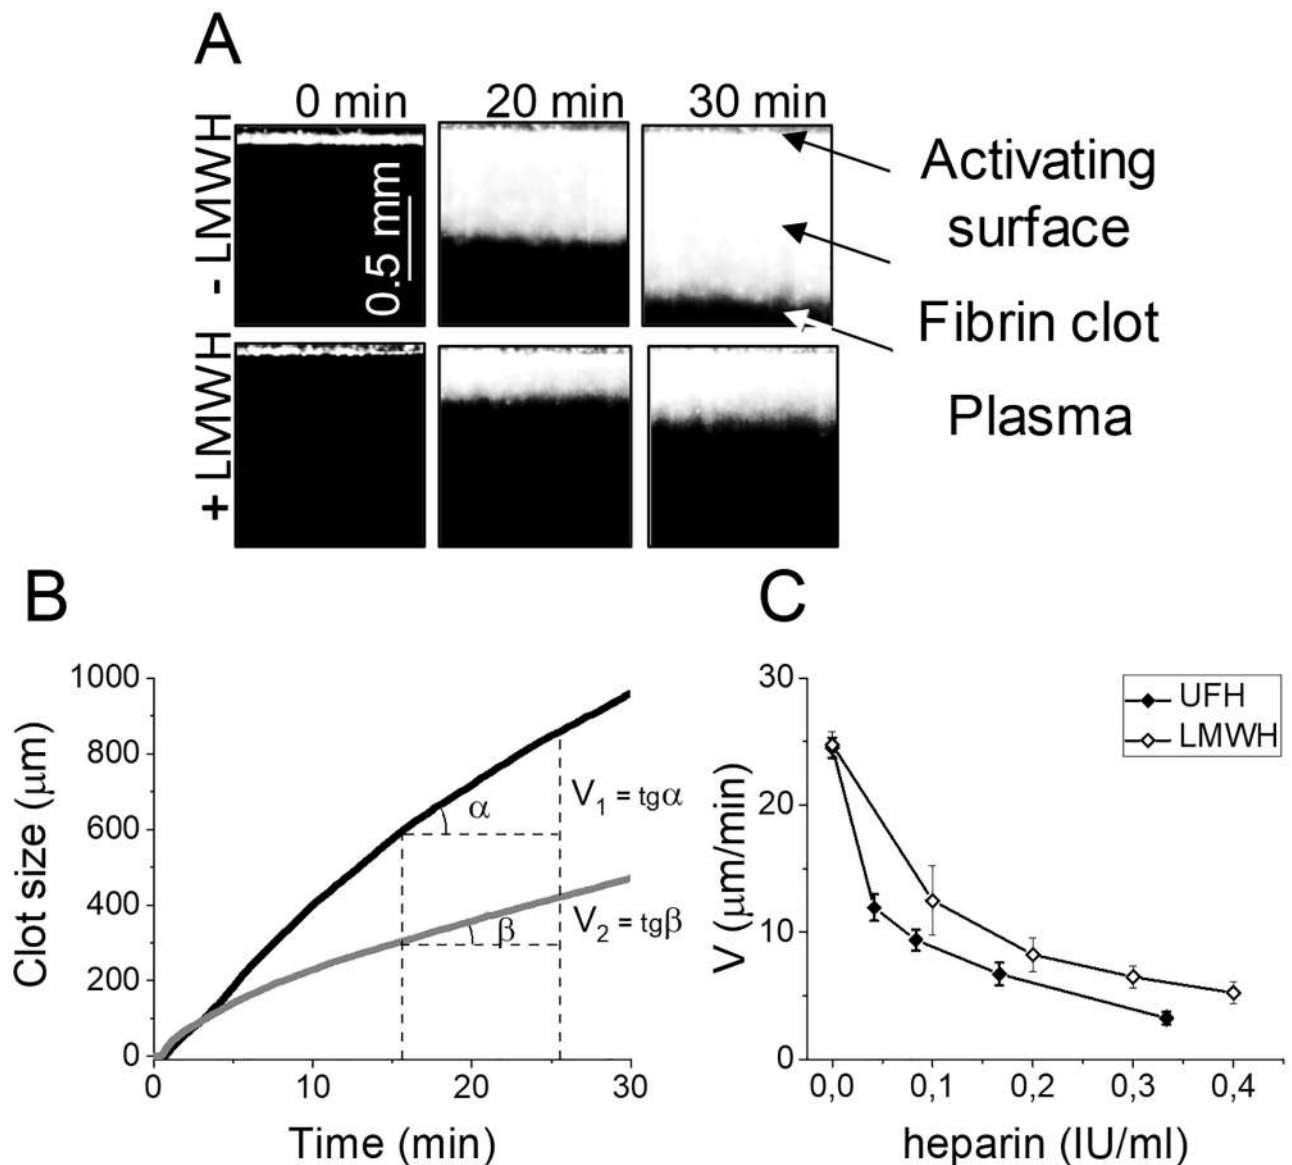 A
0 min
20 min
30 min
- LMWH
0.5 mm
Activating
surface
Fibrin clot
Plasma
+ LMWH
B
1000
800
600
400
200
0
0
10
20
30
Clot size (μm)
Time (min)
α
V1 = tgα
β
V2 = tgβ
C
30
20
10
0
0,0
0,1
0,2
0,3
0,4
V (μm/min)
heparin (IU/ml)
UFH
LMWH